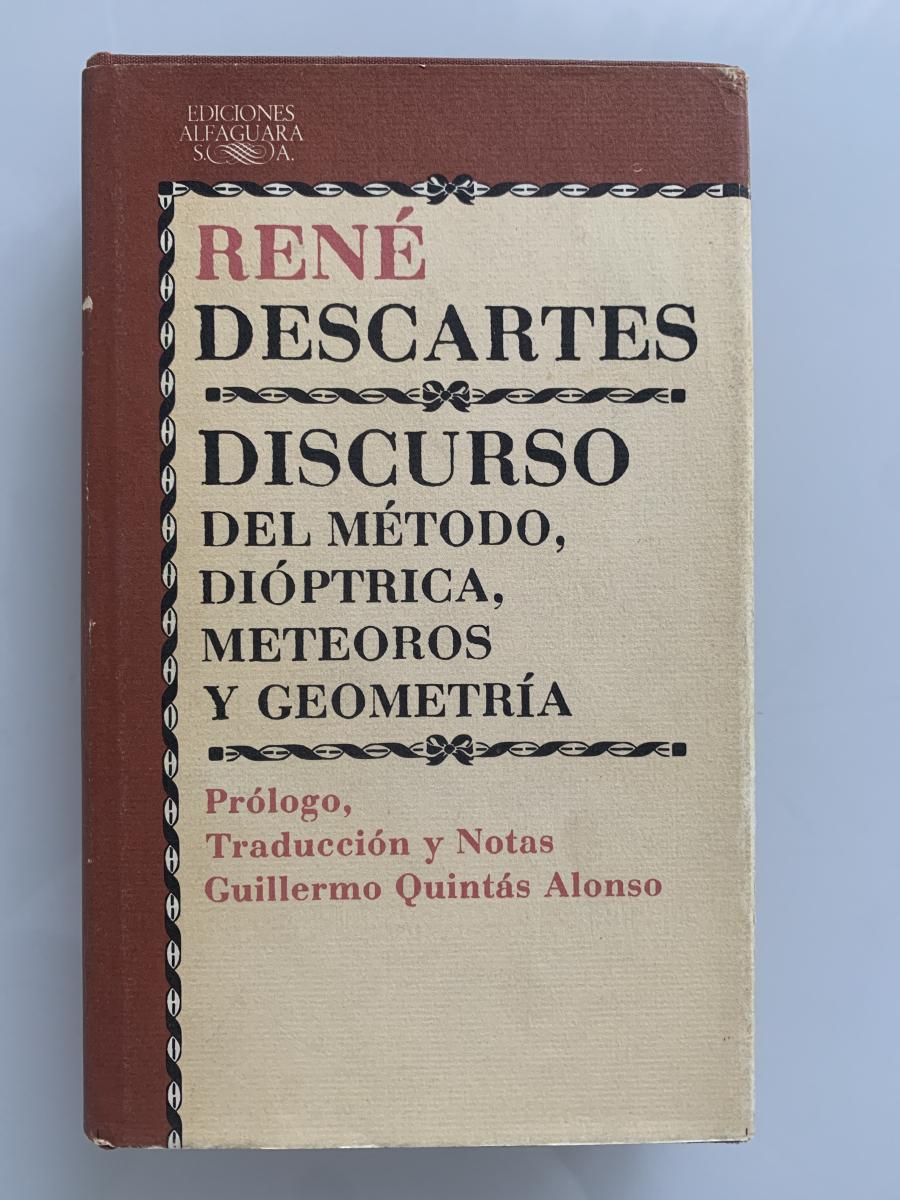 EDICIONES
ALFAGUARA
S. A.
RENÉ
DESCARTES
DISCURSO
DEL MÉTODO,
DIÓPTRICA,
METEOROS
Y GEOMETRÍA
Prólogo,
Traducción y Notas
Guillermo Quintás Alonso